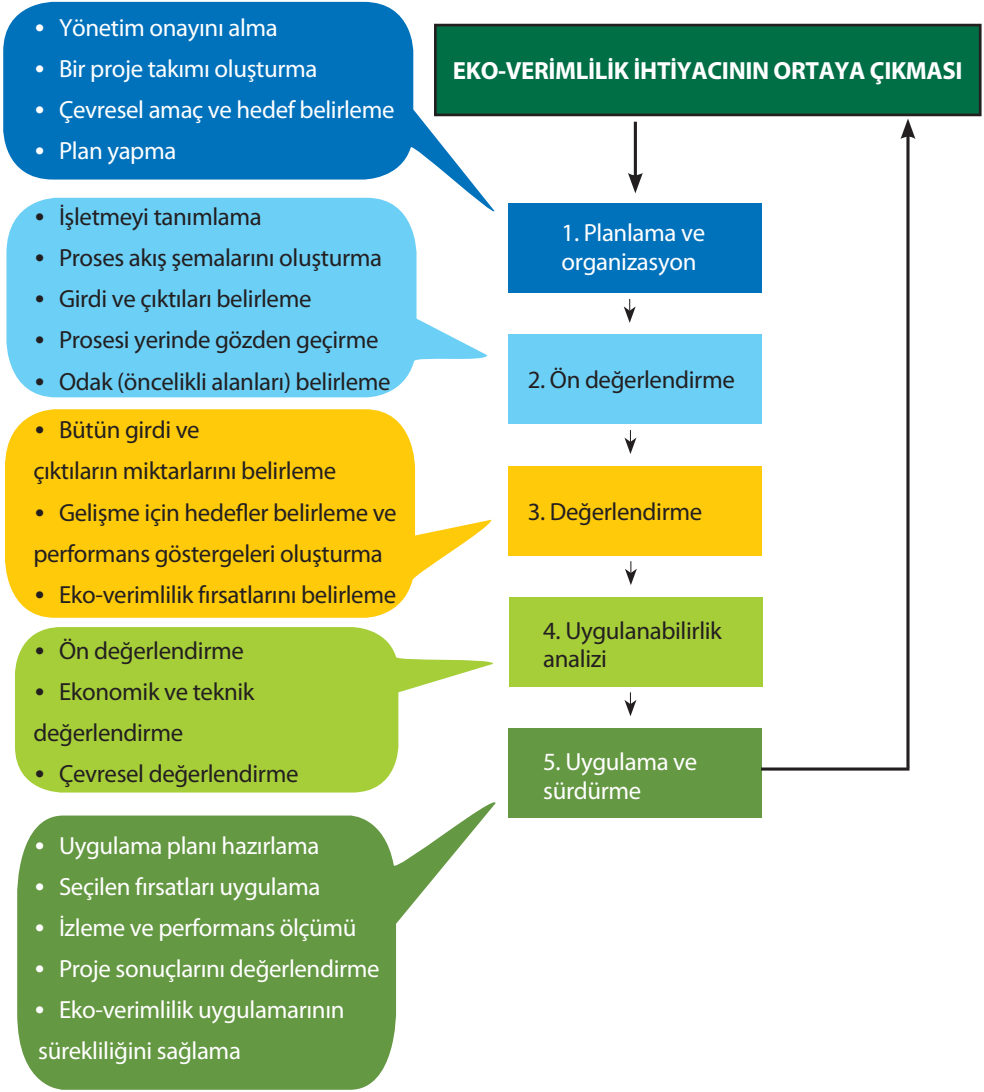 • Yönetim onayını alma
• Bir proje takımı oluşturma
• Çevresel amaç ve hedef belirleme
• Plan yapma
EKO-VERİMLİLİK İHTİYACININ ORTAYA ÇIKMASI
1. Planlama ve
organizasyon
• İşletmeyi tanımlama
• Proses akış şemalarını oluşturma
• Girdi ve çıktıları belirleme
• Prosesi yerinde gözden geçirme
• Odak (öncelikli alanları) belirleme
2. Ön değerlendirme
• Bütün girdi ve
çıktıların miktarlarını belirleme
• Gelişme için hedefler belirleme ve
performans göstergeleri oluşturma
• Eko-verimlilik fırsatlarını belirleme
3. Değerlendirme
• Ön değerlendirme
• Ekonomik ve teknik
değerlendirme
• Çevresel değerlendirme
4. Uygulanabilirlik
analizi
5. Uygulama ve
sürdürme
• Uygulama planı hazırlama
• Seçilen fırsatları uygulama
• İzleme ve performans ölçümü
• Proje sonuçlarını değerlendirme
• Eko-verimlilik uygulamarının
sürekliliğini sağlama